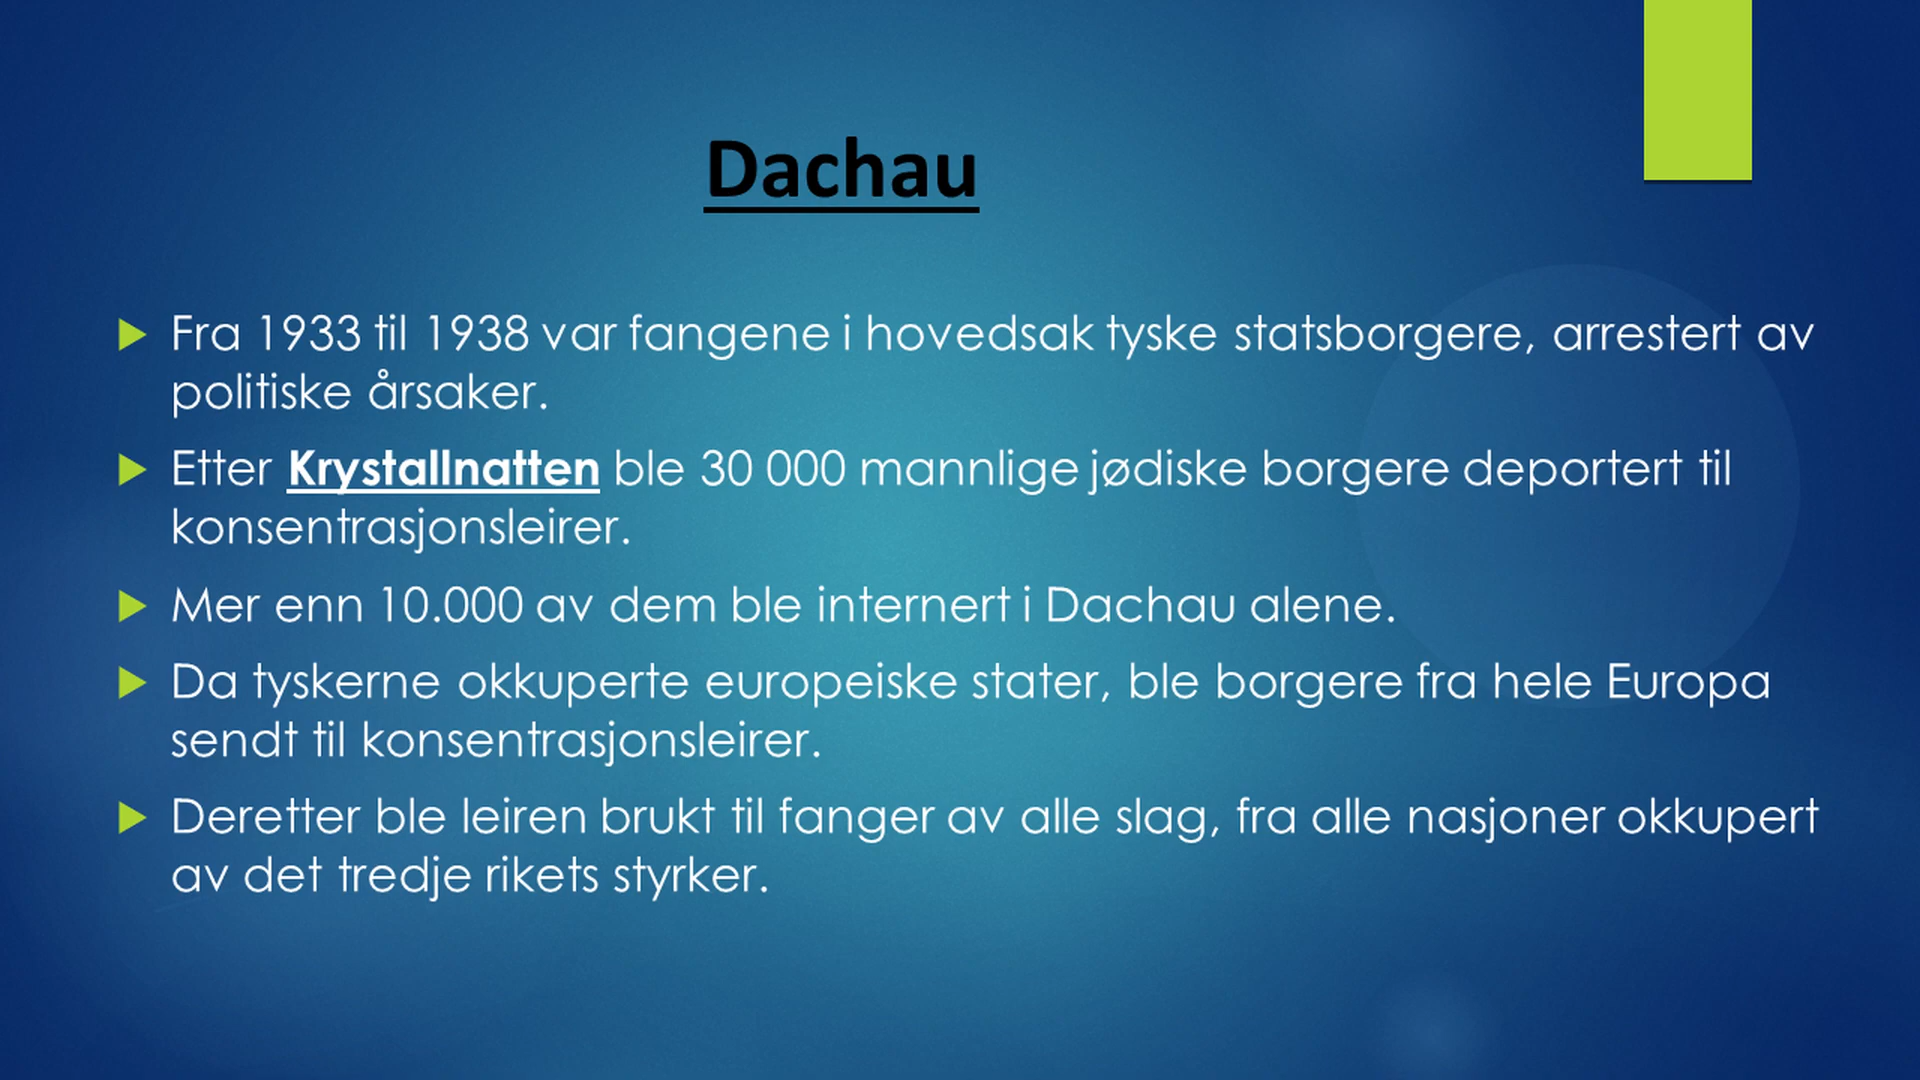 Dachau
Fra 1933 til 1938 var fangene i hovedsak tyske statsborgere, arrestert av
politiske årsaker.
Etter Krystallnatten ble 30 000 mannlige jødiske borgere deportert til
konsentrasjonsleirer.
Mer enn 10.000 av dem ble internert i Dachau alene.
Da tyskerne okkuperte europeiske stater, ble borgere fra hele Europa
sendt til konsentrasjonsleirer.
Deretter ble leiren brukt til fanger av alle slag, fra alle nasjoner okkupert
av det tredje rikets styrker.